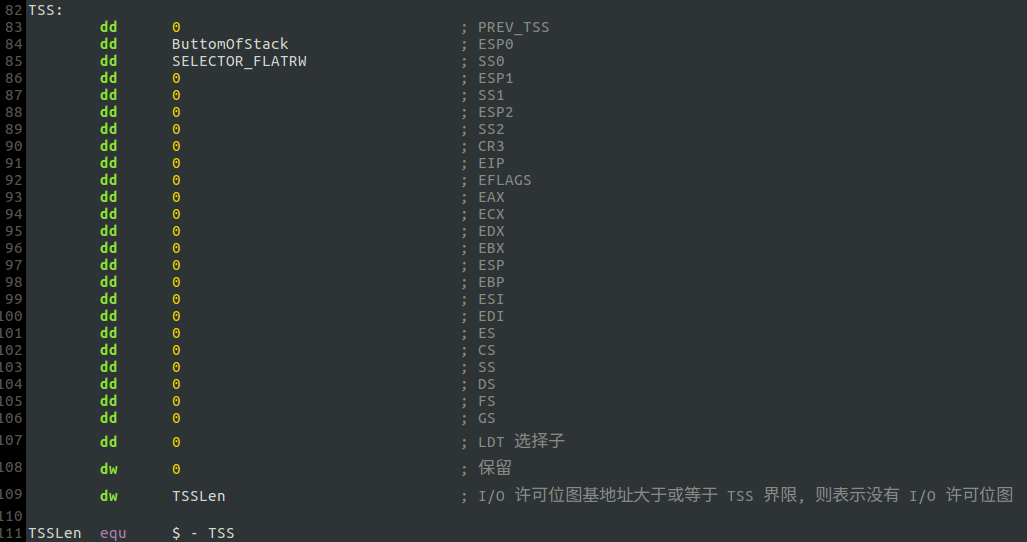 82 TSS:
83 dd 0 ; PREV_TSS
84 dd ButtomOfStack ; ESP0
85 dd SELECTOR_FLATRW ; SS0
86 dd 0 ; ESP1
87 dd 0 ; SS1
88 dd 0 ; ESP2
89 dd 0 ; SS2
90 dd 0 ; CR3
91 dd 0 ; EIP
92 dd 0 ; EFLAGS
93 dd 0 ; EAX
94 dd 0 ; ECX
95 dd 0 ; EDX
96 dd 0 ; EBX
97 dd 0 ; ESP
98 dd 0 ; EBP
99 dd 0 ; ESI
100 dd 0 ; EDI
101 dd 0 ; ES
102 dd 0 ; CS
103 dd 0 ; SS
104 dd 0 ; DS
105 dd 0 ; FS
106 dd 0 ; GS
107 dd 0 ; LDT 选择子
108 dw 0 ; 保留
109 dw TSSLen ; I/O 许可位图基地址大于或等于 TSS 界限, 则表示没有 I/O 许可位图
110
111 TSSLen equ $ - TSS